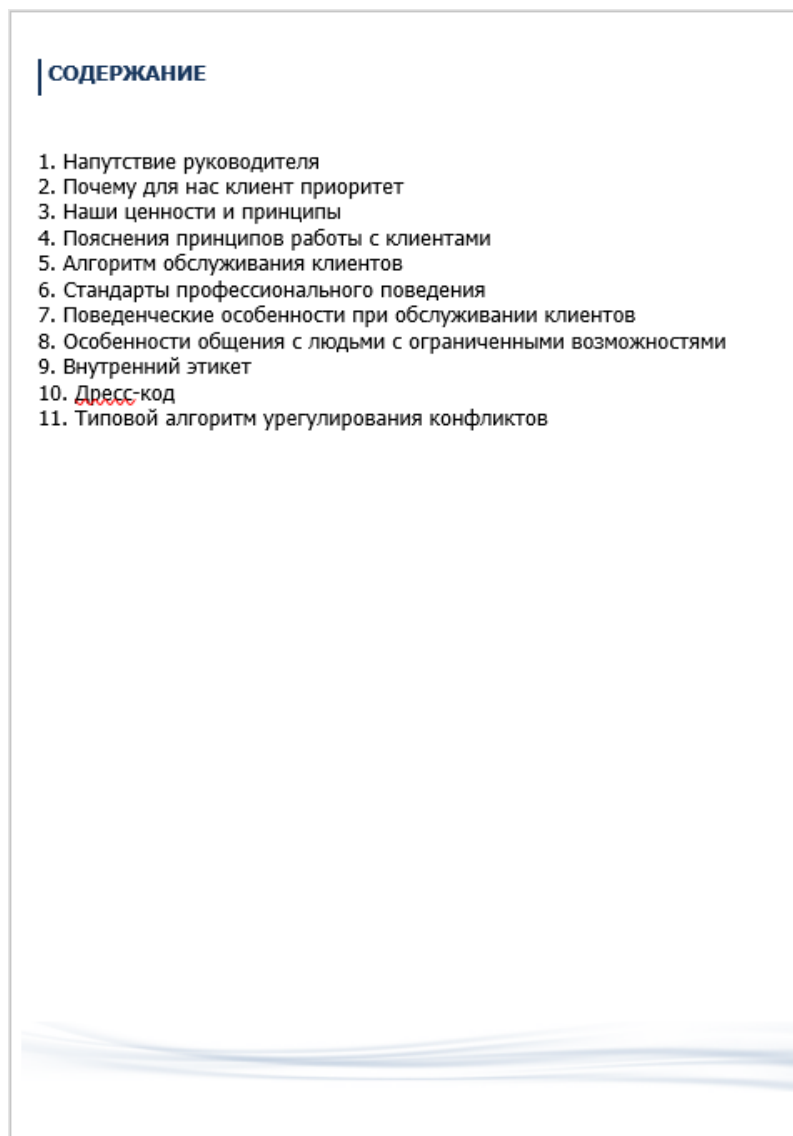 СОДЕРЖАНИЕ
1. Напутствие руководителя
2. Почему для нас клиент приоритет
3. Наши ценности и принципы
4. Пояснения принципов работы с клиентами
5. Алгоритм обслуживания клиентов
6. Стандарты профессионального поведения
7. Поведенческие особенности при обслуживании клиентов
8. Особенности общения с людьми с ограниченными возможностями
9. Внутренний этикет
10. Дресс-код
11. Типовой алгоритм урегулирования конфликтов